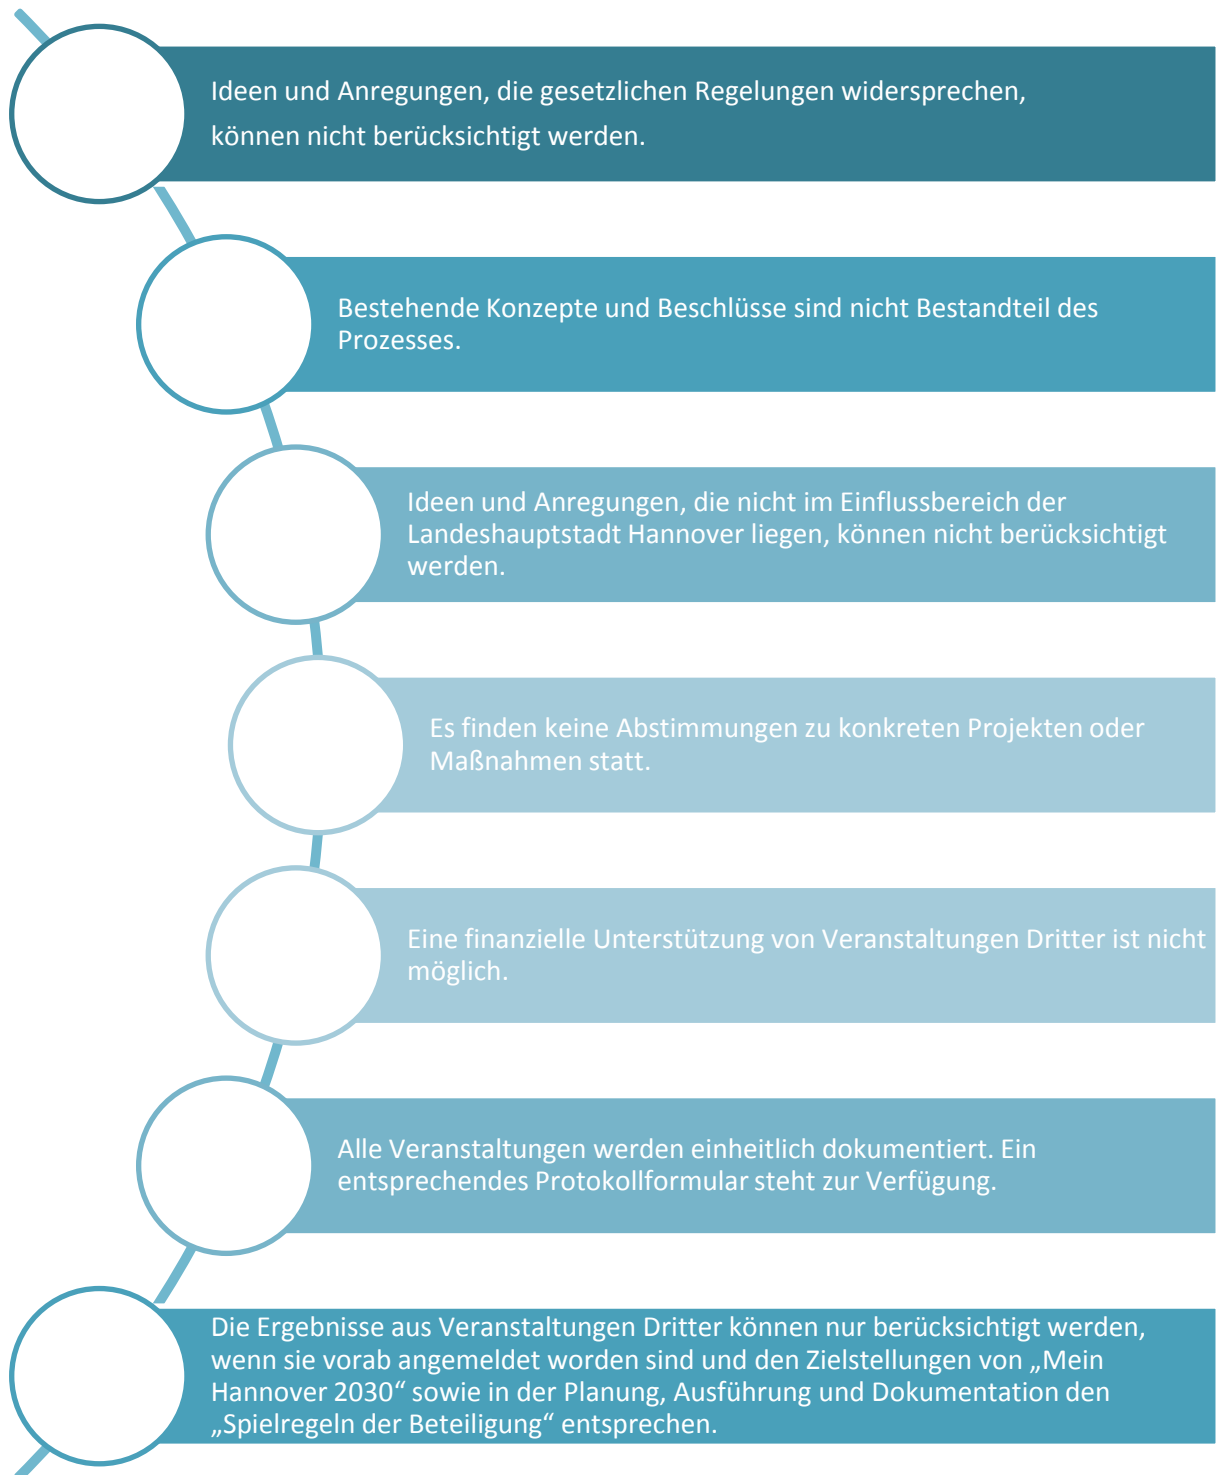 Ideen und Anregungen, die gesetzlichen Regelungen widersprechen,
können nicht berücksichtigt werden.
Bestehende Konzepte und Beschlüsse sind nicht Bestandteil des
Prozesses.
Ideen und Anregungen, die nicht im Einflussbereich der
Landeshauptstadt Hannover liegen, können nicht berücksichtigt
werden.
Es finden keine Abstimmungen zu konkreten Projekten oder
Maßnahmen statt.
Eine finanzielle Unterstützung von Veranstaltungen Dritter ist nicht
möglich.
Alle Veranstaltungen werden einheitlich dokumentiert. Ein
entsprechendes Protokollformular steht zur Verfügung.
Die Ergebnisse aus Veranstaltungen Dritter können nur berücksichtigt werden,
wenn sie vorab angemeldet worden sind und den Zielstellungen von „Mein
Hannover 2030“ sowie in der Planung, Ausführung und Dokumentation den
„Spielregeln der Beteiligung“ entsprechen.